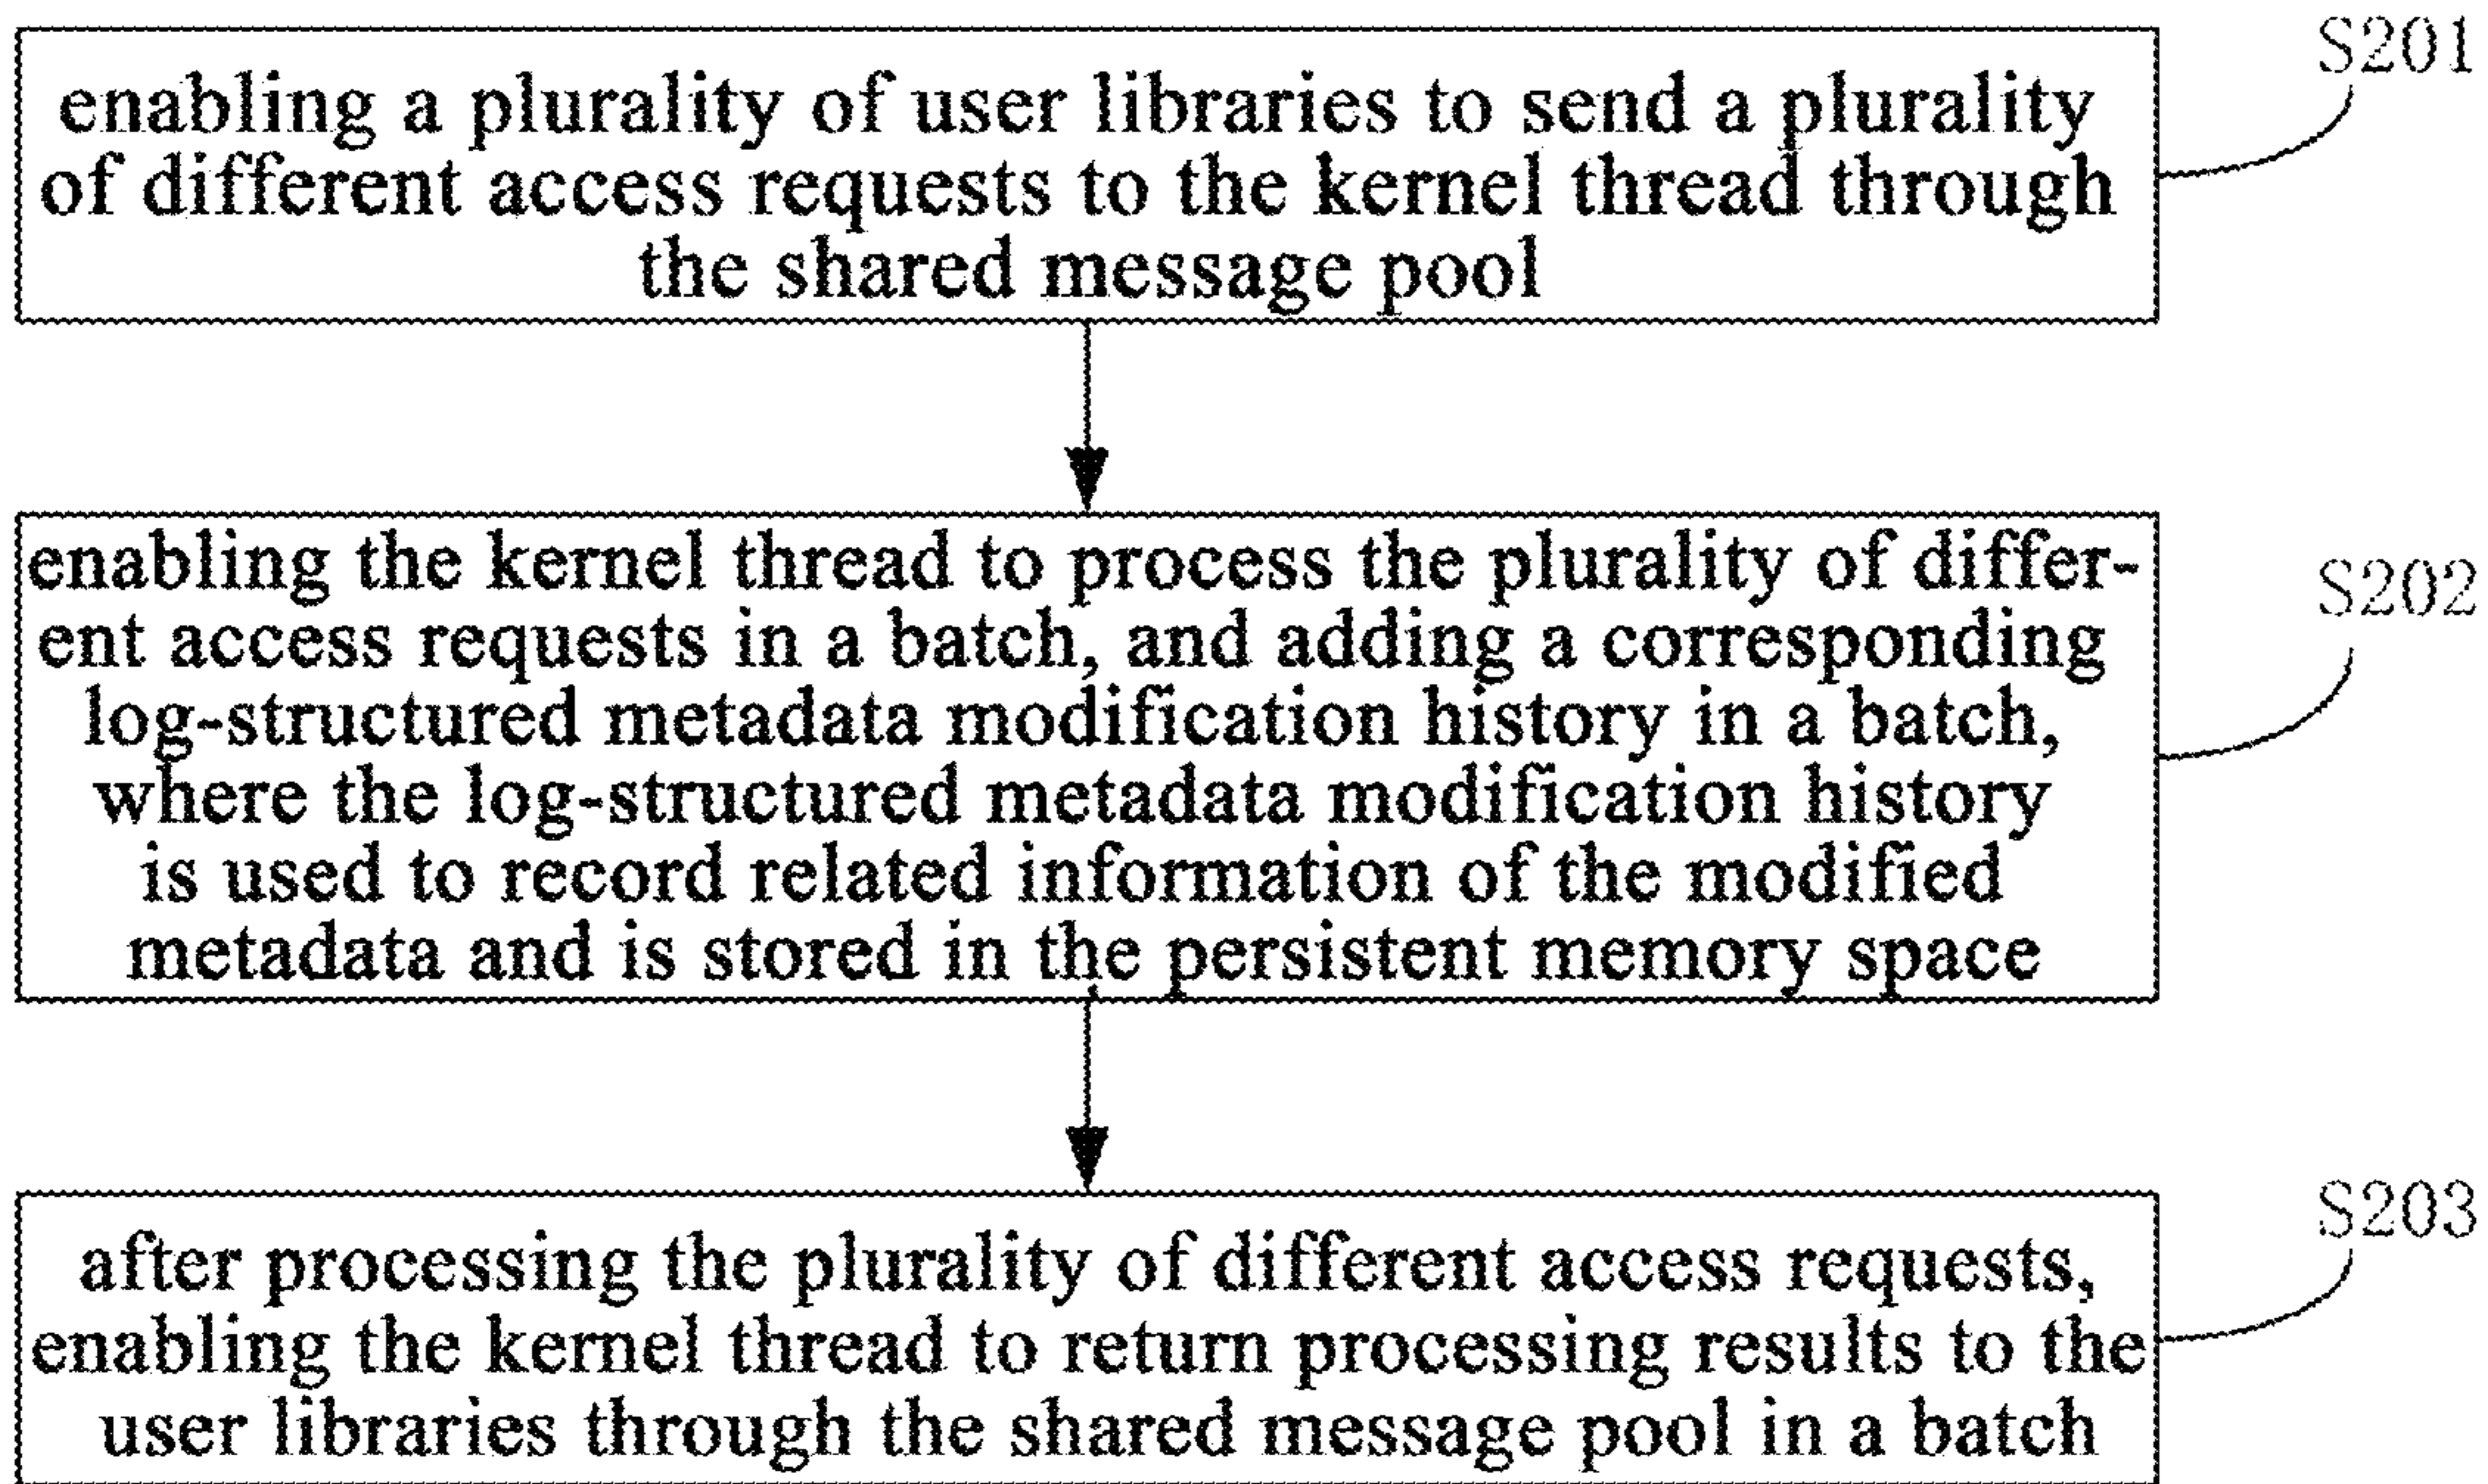 S201
enabling a plurality of user libraries to send a plurality
of different access requests to the kernel thread through
the shared message pool
S202
enabling the kernel thread to process the plurality of differ-
ent access requests in a batch, and adding a corresponding
log-structured metadata modification history in a batch,
where the log-structured metadata modification history
is used to record related information of the modified
metadata and is stored in the persistent memory space
S203
after processing the plurality of different access requests,
enabling the kernel thread to return processing results to the
user libraries through the shared message pool in a batch